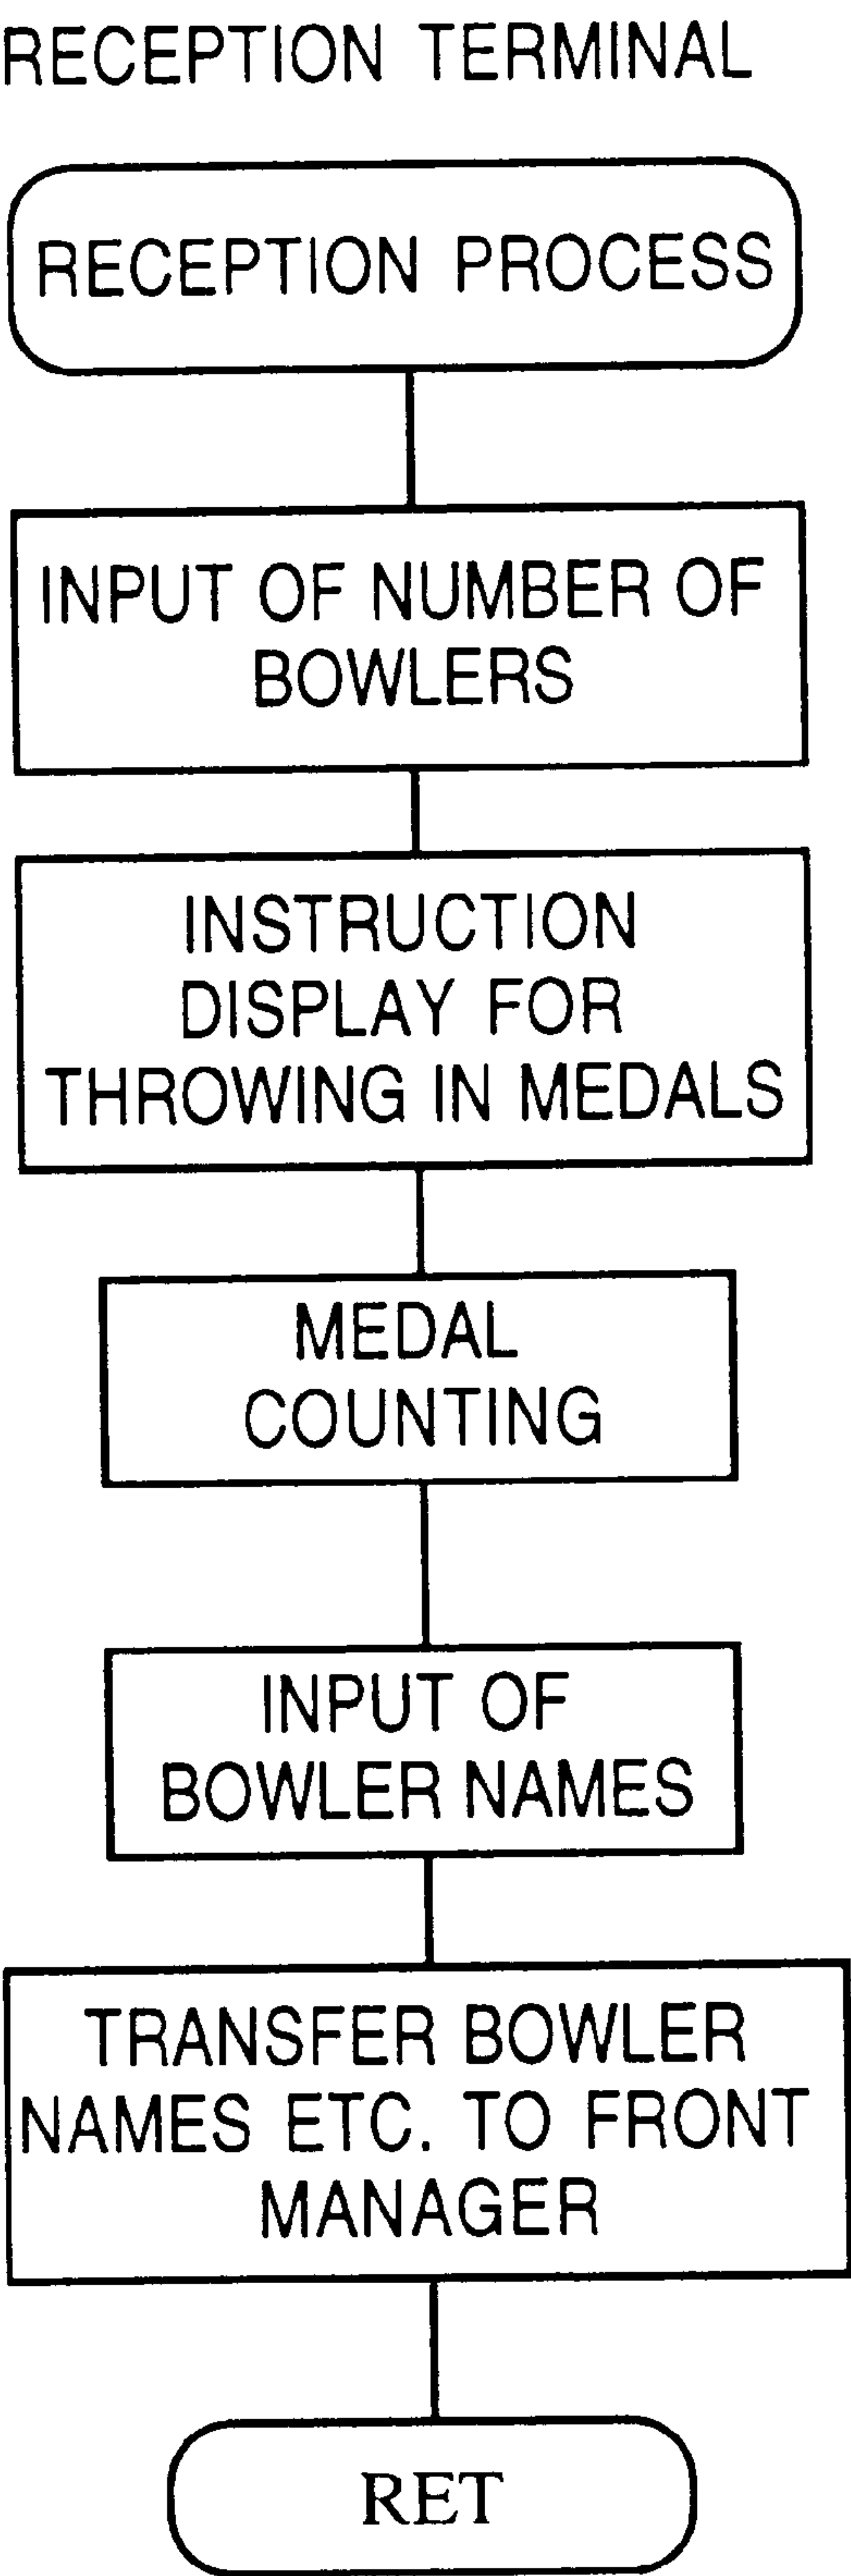 RECEPTION TERMINAL
RECEPTION PROCESS
INPUT OF NUMBER OF
BOWLERS
INSTRUCTION
DISPLAY FOR
THROWING IN MEDALS
MEDAL
COUNTING
INPUT OF
BOWLER NAMES
TRANSFER BOWLER
NAMES ETC. TO FRONT
MANAGER
RET